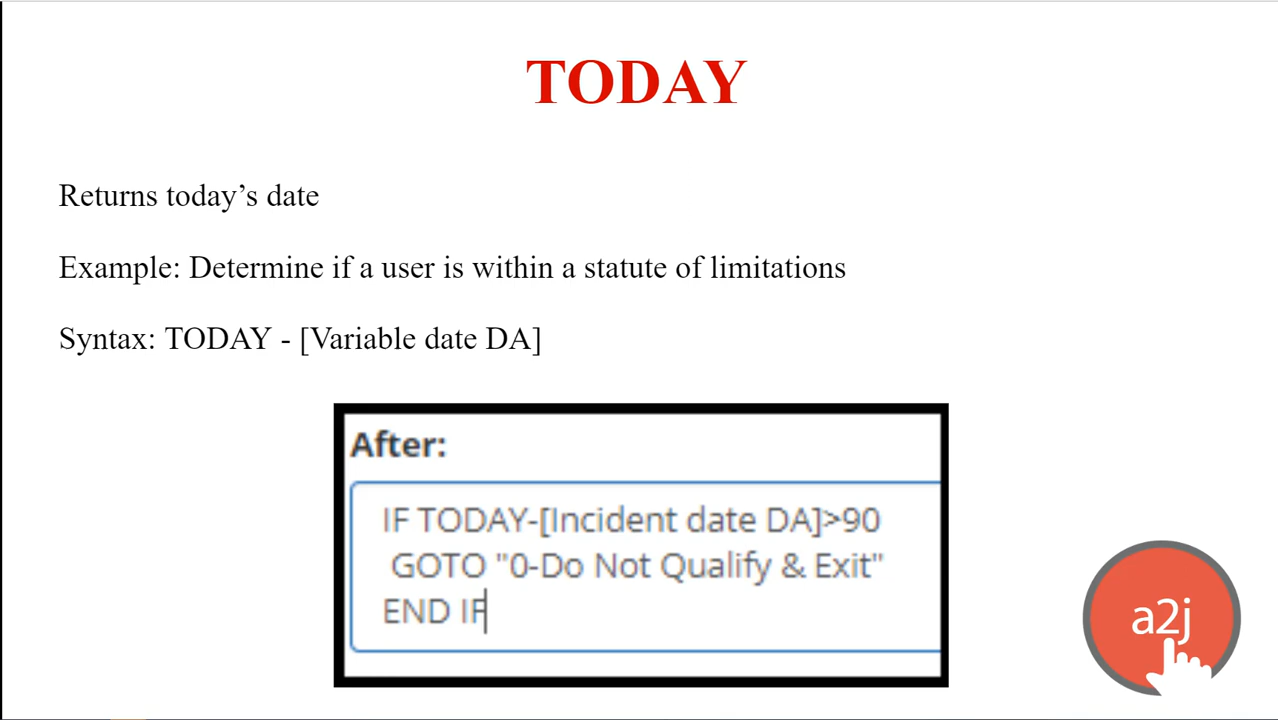 TODAY
Returns today’s date
Example: Determine if a user is within a statute of limitations
Syntax: TODAY - [Variable date DA]
After:
IF TODAY-[Incident date DA]>90
GOTO "0-Do Not Qualify & Exit"
END IF
a2j